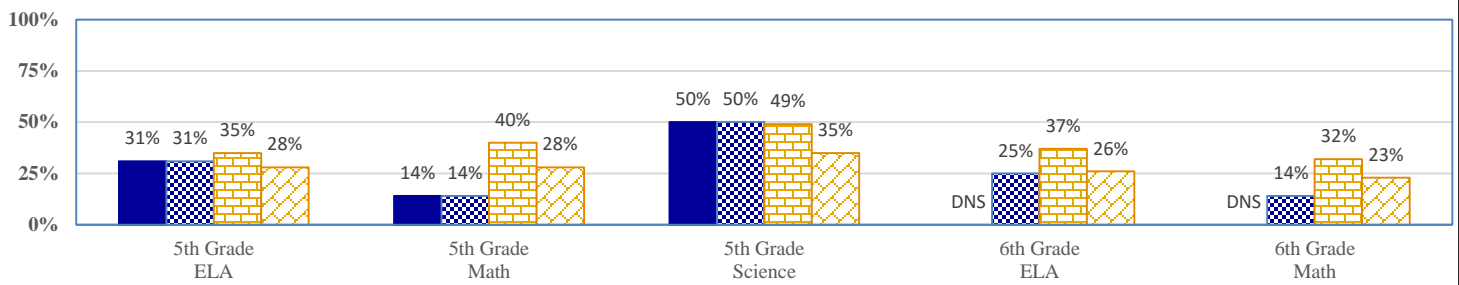 100%
75%
50%
25%
0%
31% 31% 35% 28%
14% 14% 40% 28%
50% 50% 49% 35%
DNS 25% 37% 26%
DNS 14% 32% 23%
5th Grade
ELA
5th Grade
Math
5th Grade
Science
6th Grade
ELA
6th Grade
Math